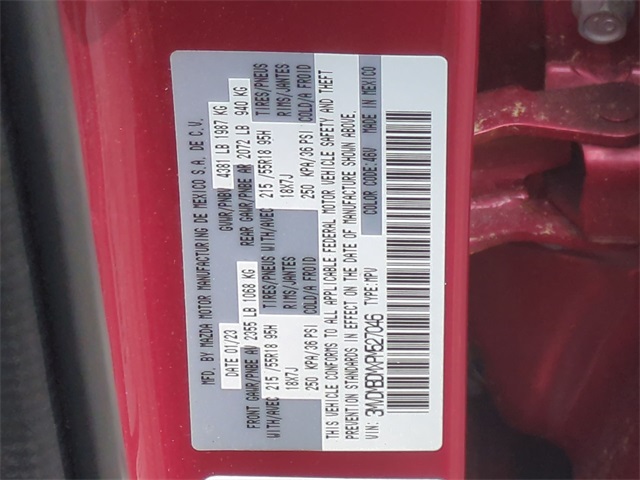 MFD. BY MAZDA MOTOR MANUFACTURING DE MEXICO S.A. DE C.V.
DATE 01/23 GVWR/PNBV 4381 LB 1987 KG
FRONT GAWR/PNBE AV 2355 LB 1068 KG REAR GAWR/PNBE AR 2072 LB 940 KG
WITH/AVEC TIRES/PNEUS WITH/AVEC TIRES/PNEUS
215/55R18 95H RIMS/JANTES 215/55R18 95H RIMS/JANTES
18X7J COLD/A FROID 18X7J COLD/A FROID
250 KPA/36 PSI 250 KPA/36 PSI
THIS VEHICLE CONFORMS TO ALL APPLICABLE FEDERAL MOTOR VEHICLE SAFETY AND THEFT
PREVENTION STANDARDS IN EFFECT ON THE DATE OF MANUFACTURE SHOWN ABOVE.
VIN: 3MVDMBDMXPM527046 TYPE: MPV COLOR CODE: 46V MADE IN MEXICO